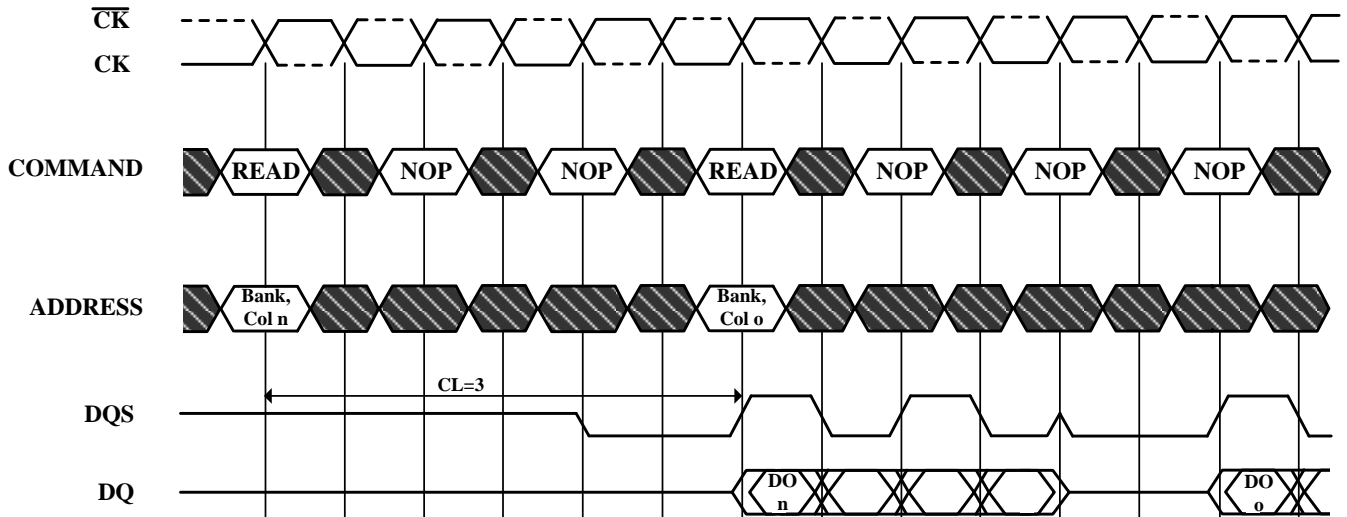 CK
CK
COMMAND
READ NOP NOP READ NOP NOP NOP
ADDRESS
Bank,
Col n
Bank,
Col o
CL=3
DQS
DQ
DO
n
DO
o